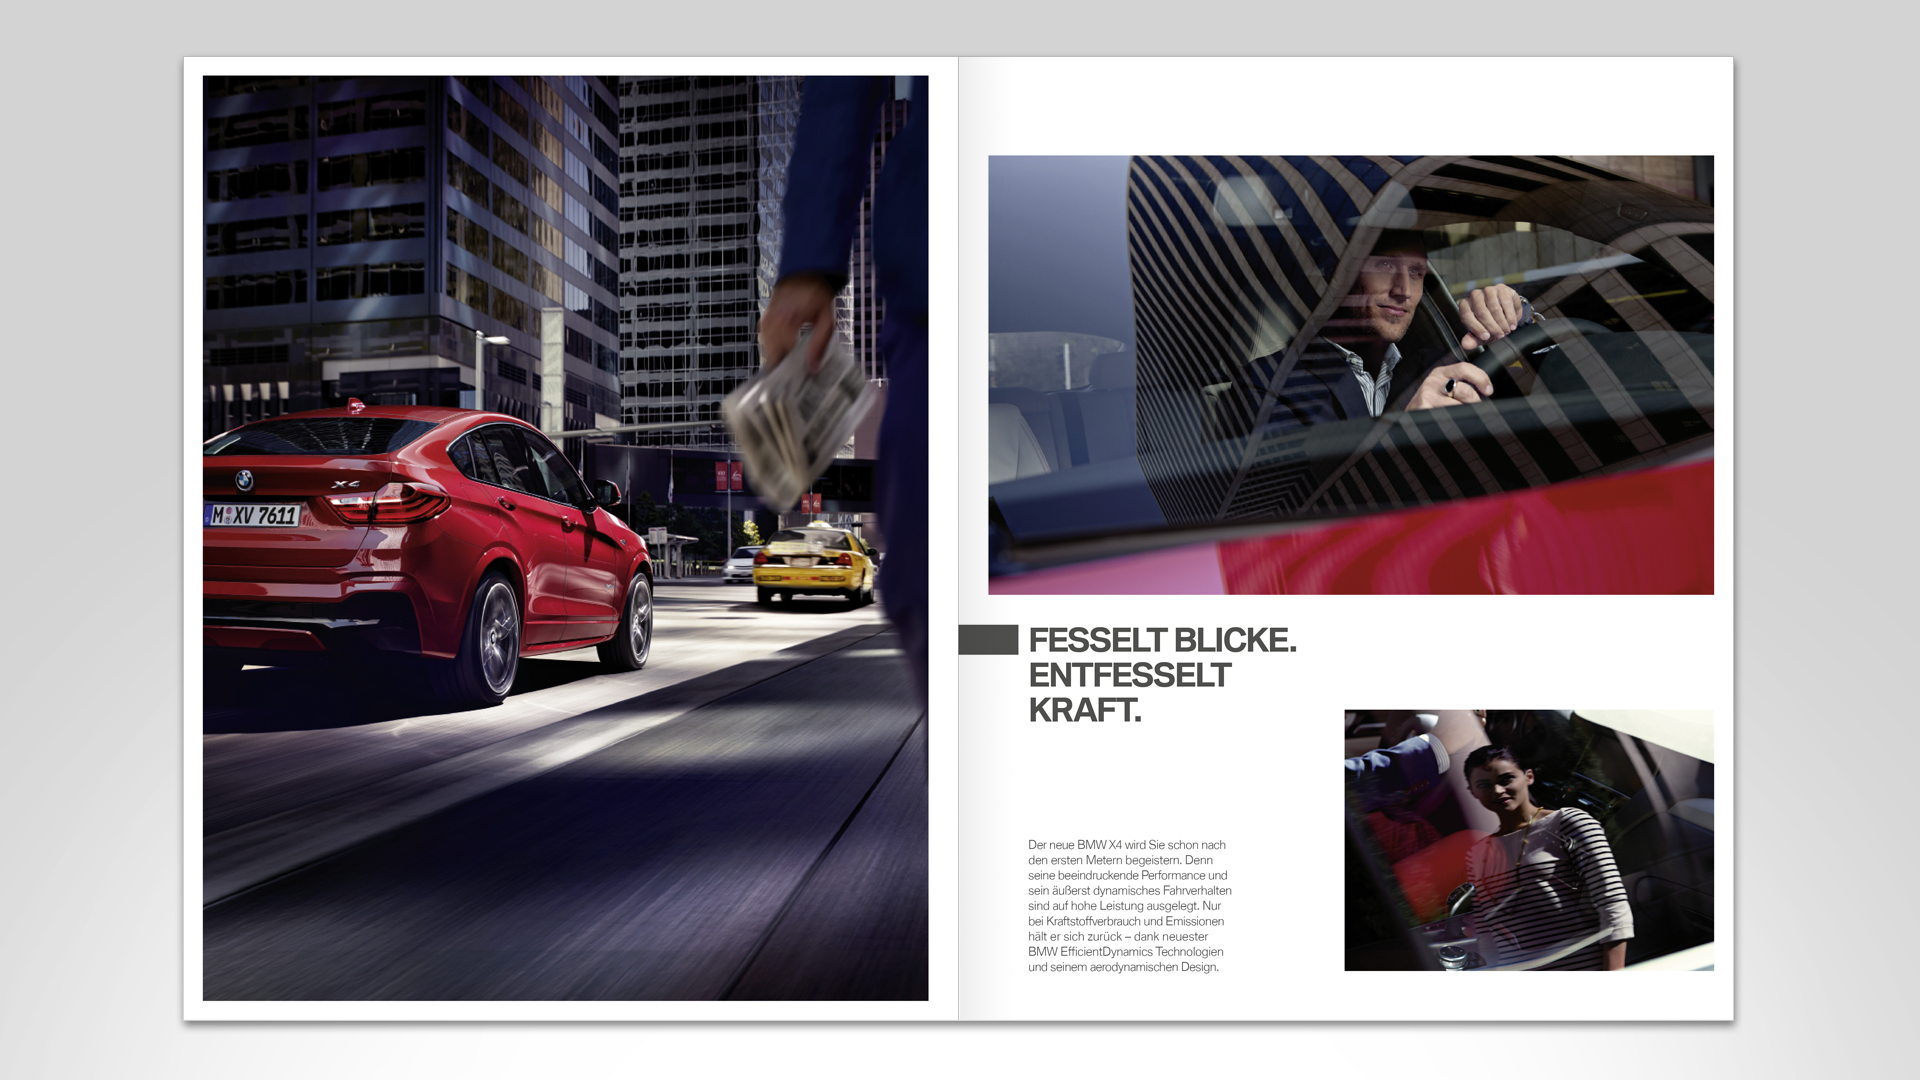 X4
M XV 7611
FESSELT BLICKE.
ENTFESSELT
KRAFT.
Der neue BMW X4 wird Sie schon nach
den ersten Metern begeistern. Denn
seine beeindruckende Performance und
sein äußerst dynamisches Fahrverhalten
sind auf hohe Leistung ausgelegt. Nur
bei Kraftstoffverbrauch und Emissionen
hält er sich zurück – dank neuester
BMW EfficientDynamics Technologien
und seinem aerodynamischen Design.